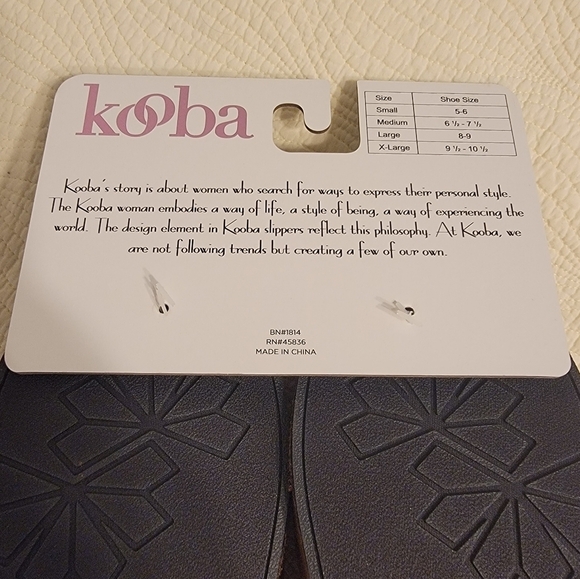 kooba
Size Shoe Size
Small 5-6
Medium 6 ½ - 7 ½
Large 8-9
X-Large 9 ½ - 10 ½
Kooba's story is about women who search for ways to express their personal style.
The Kooba woman embodies a way of life, a style of being, a way of experiencing the
world. The design element in Kooba slippers reflect this philosophy. At Kooba, we
are not following trends but creating a few of our own.
BN#1814
RN#45836
MADE IN CHINA